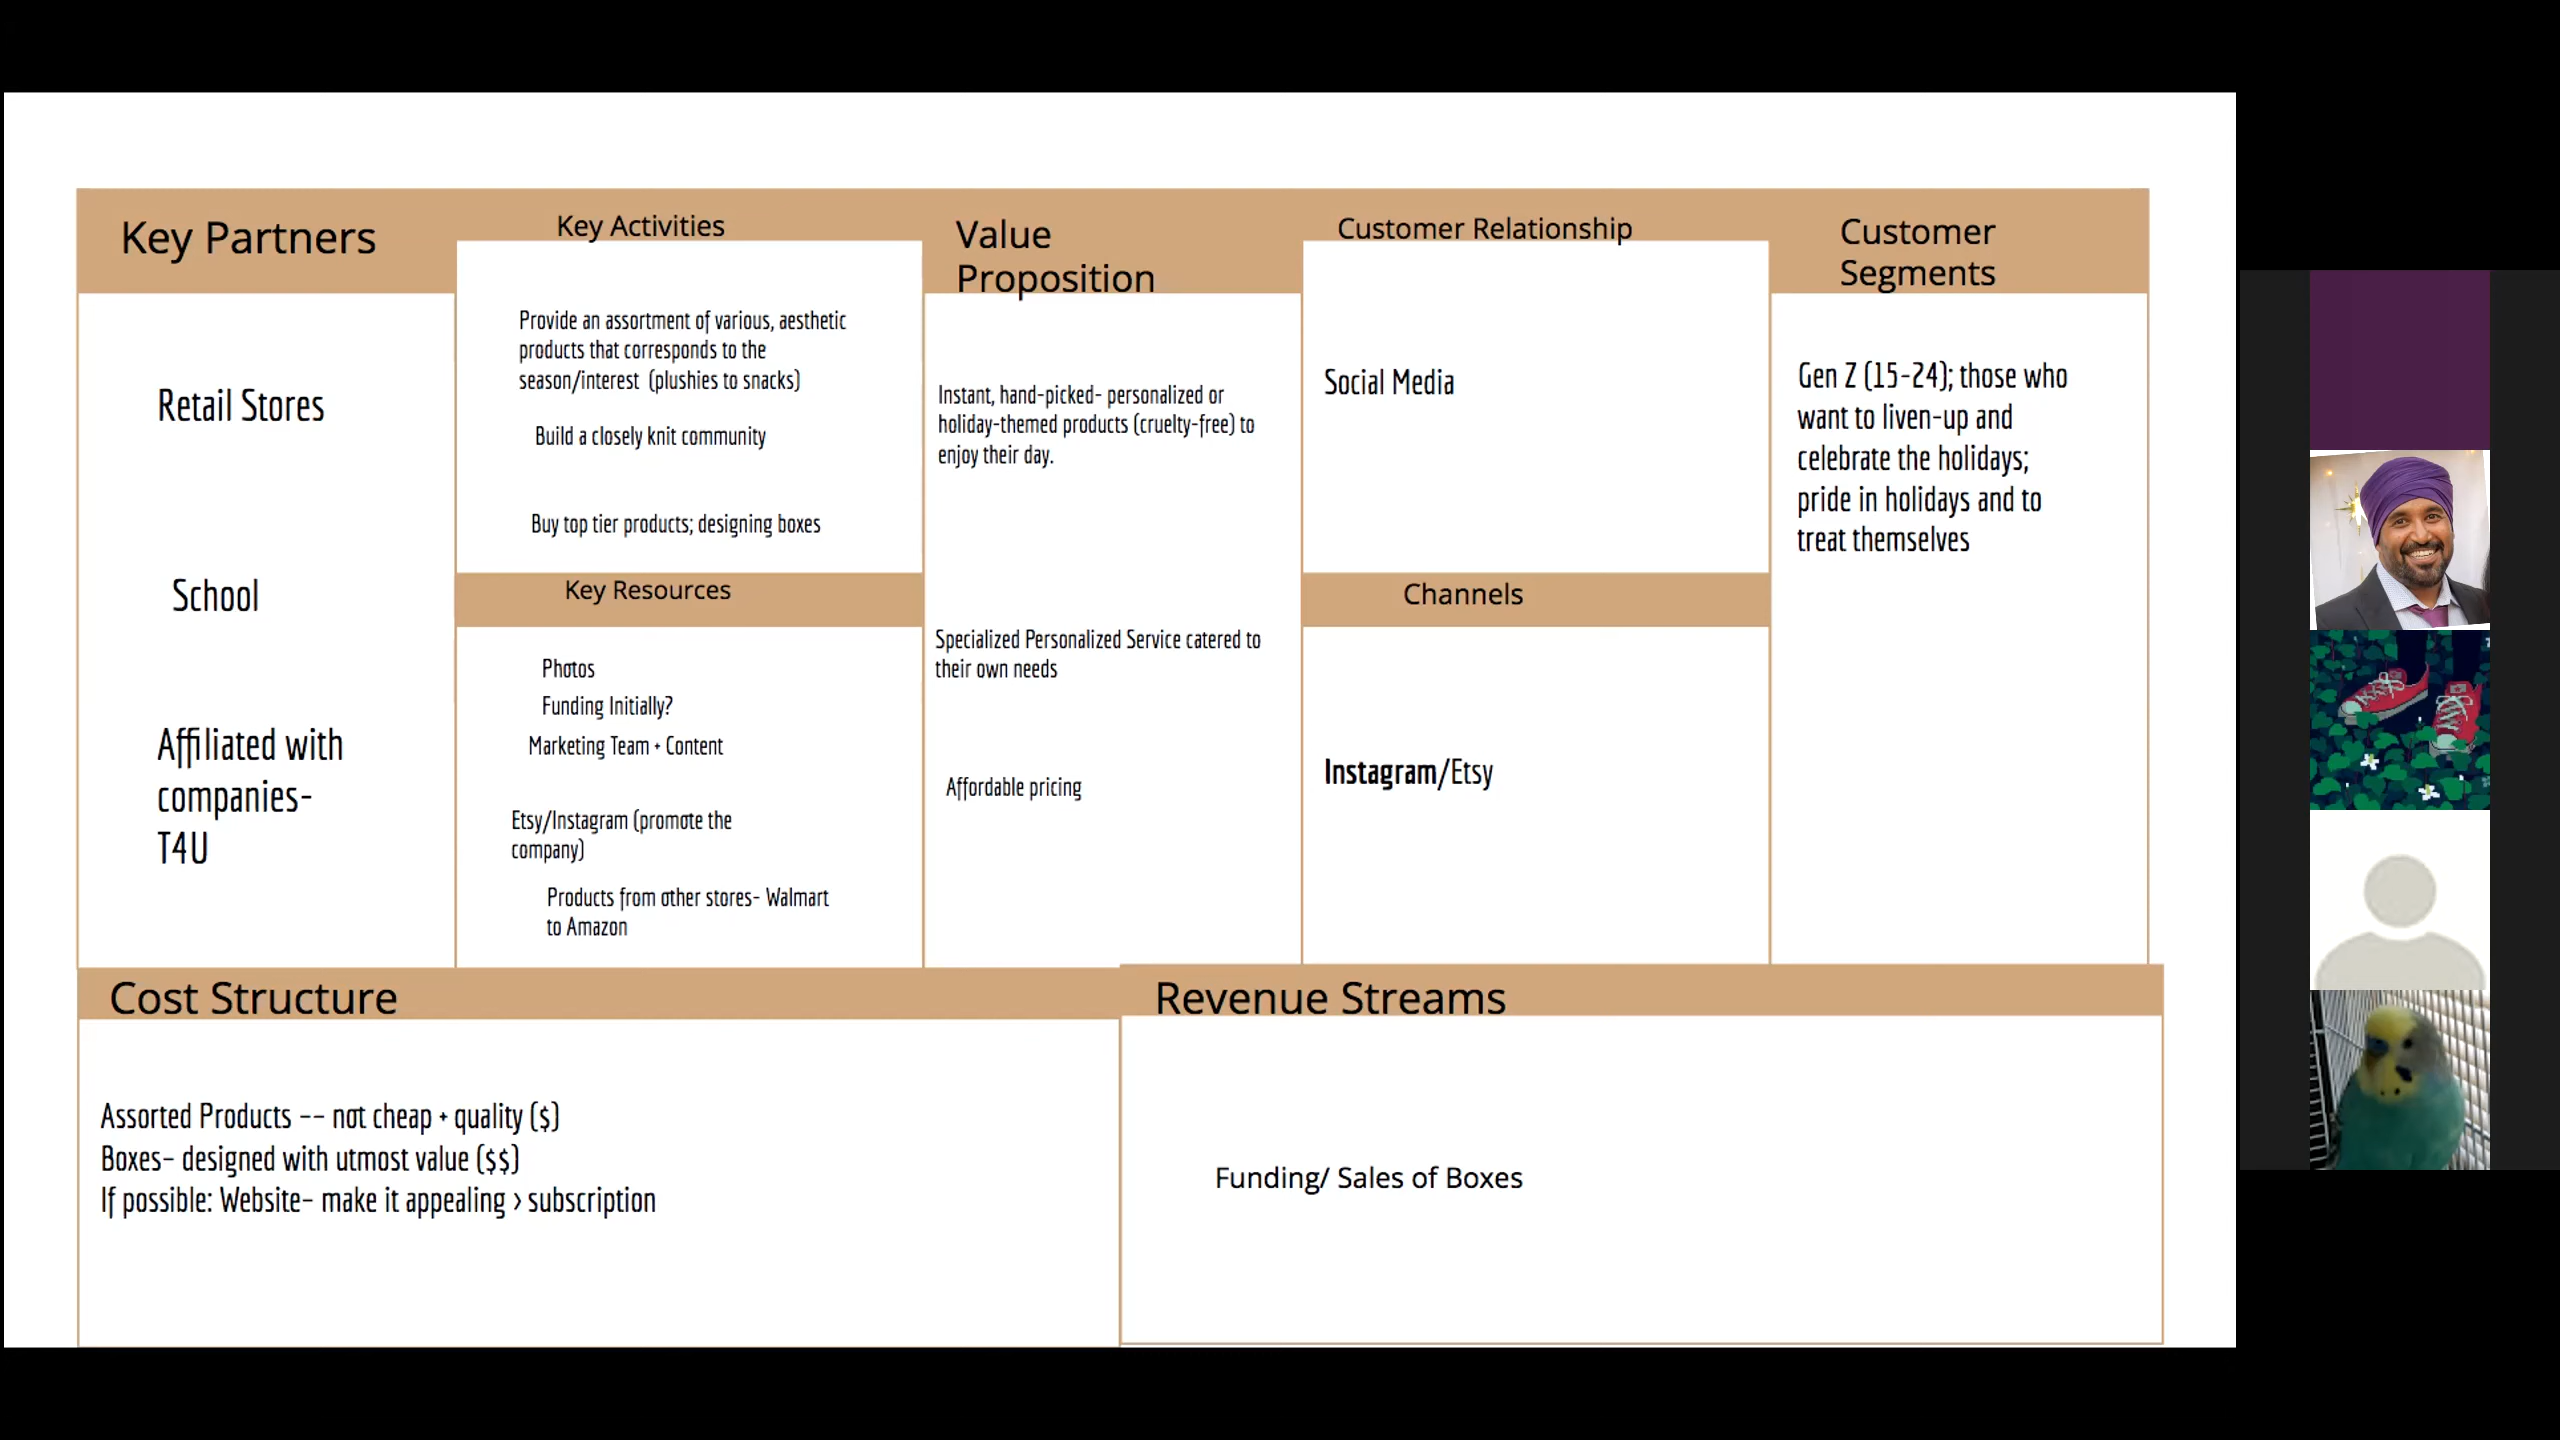 Key Partners
Retail Stores
School
Affiliated with
companies-
T4U
Key Activities
Provide an assortment of various, aesthetic
products that corresponds to the
season/interest (plushies to snacks)
Build a closely knit community
Buy top tier products; designing boxes
Key Resources
Photos
Funding Initially?
Marketing Team + Content
Etsy/Instagram (promote the
company)
Products from other stores- Walmart
to Amazon
Value
Proposition
Instant, hand-picked- personalized or
holiday-themed products (cruelty-free) to
enjoy their day.
Specialized Personalized Service catered to
their own needs
Affordable pricing
Customer Relationship
Social Media
Channels
Instagram/Etsy
Customer
Segments
Gen Z (15-24); those who
want to liven-up and
celebrate the holidays;
pride in holidays and to
treat themselves
Cost Structure
Assorted Products -- not cheap + quality ($)
Boxes- designed with utmost value ($$)
If possible: Website- make it appealing > subscription
Revenue Streams
Funding/ Sales of Boxes